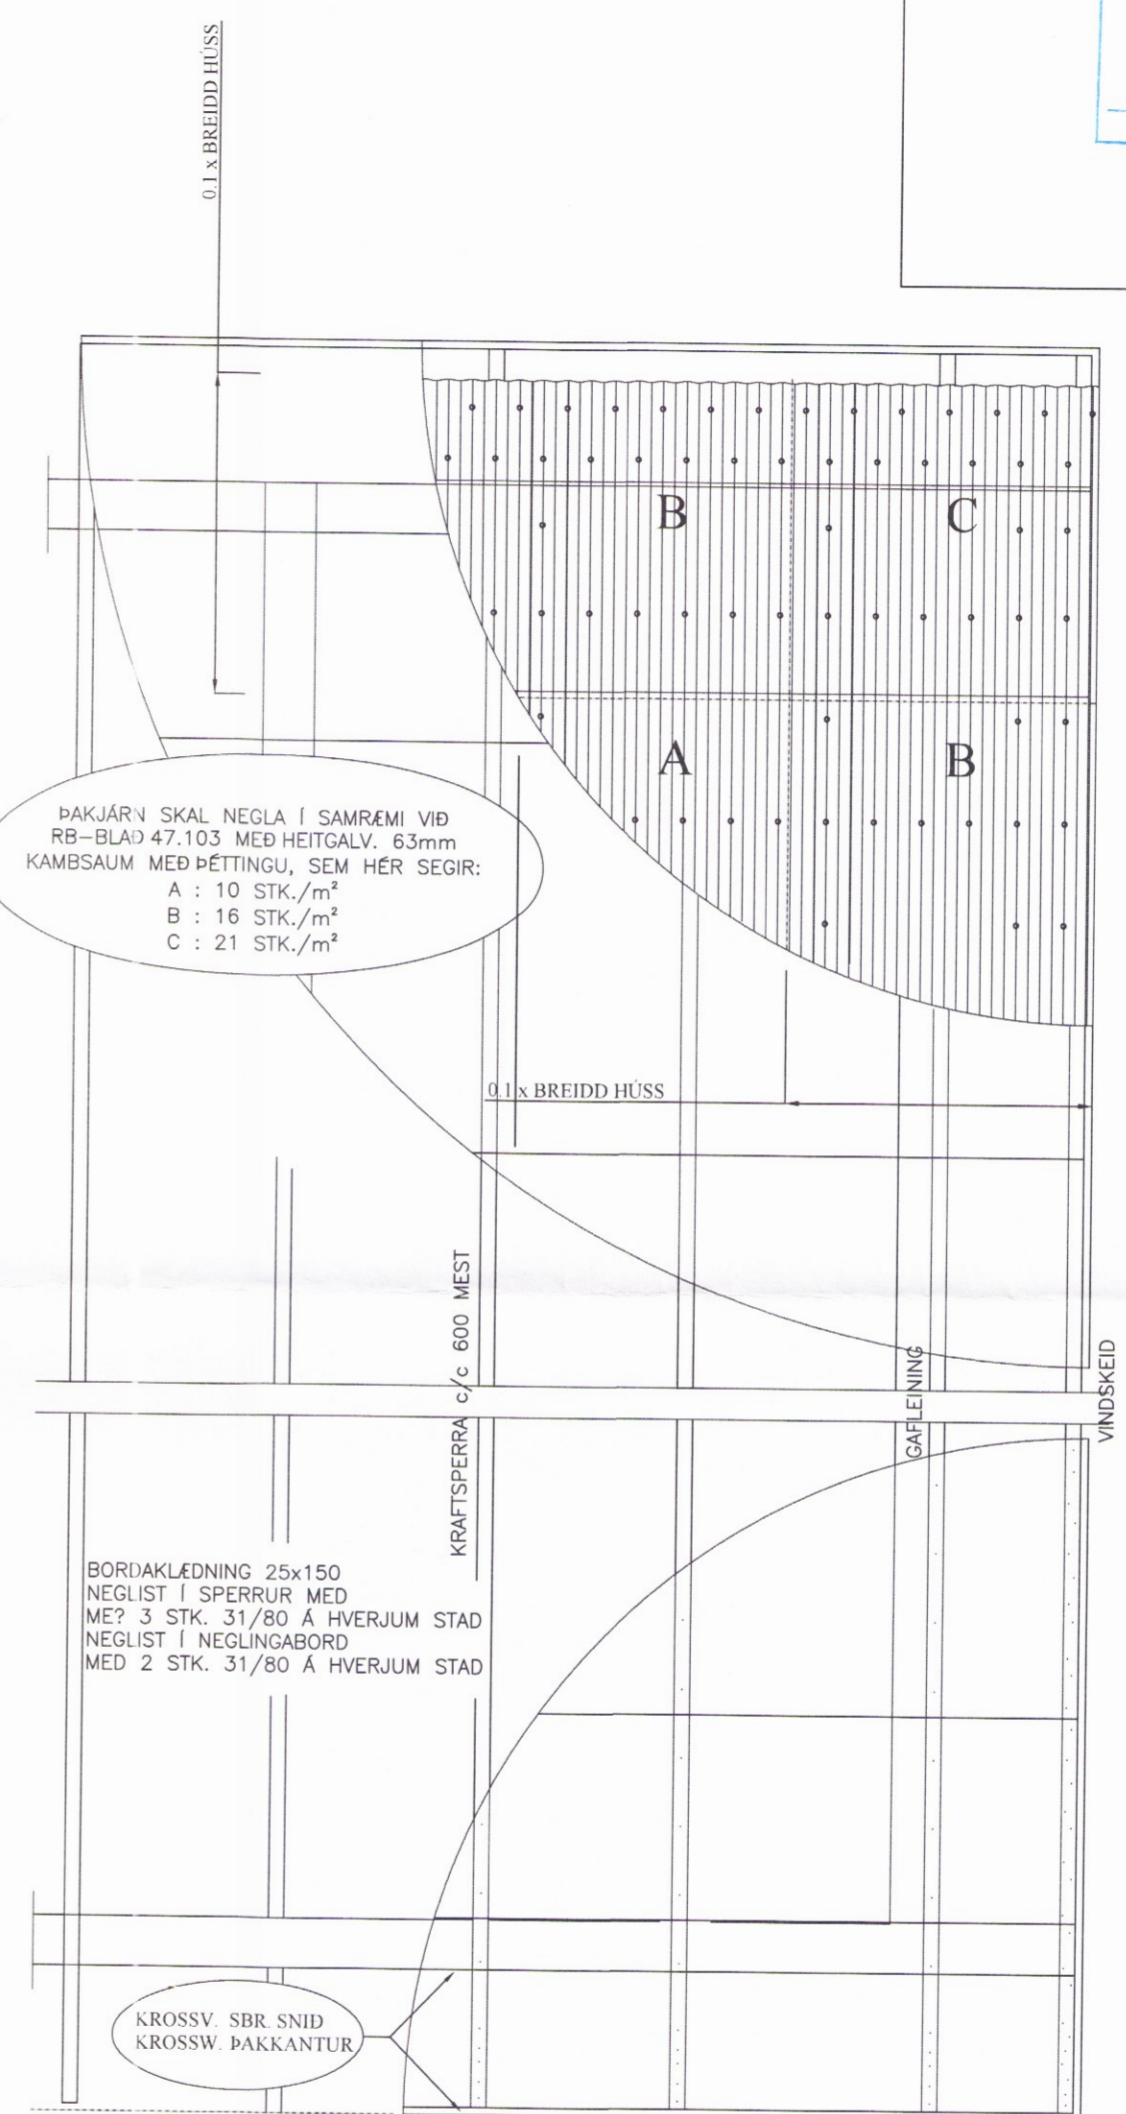 0.1 x BREIDD HÚSS
B
C
A
B
ÞAKJÁRN SKAL NEGLA Í SAMRÆMI VIÐ
RB-BLAÐ 47.103 MEÐ HEITGALV. 63mm
KAMBSAUM MEÐ ÞÉTTINGU, SEM HÉR SEGIR:
A : 10 STK./m²
B : 16 STK./m²
C : 21 STK./m²
0.1 x BREIDD HÚSS
KRAFTSPERRA c/c 600 MEST
GAFLEINING
VINDSKEID
BORDAKLÆDNING 25x150
NEGLIST Í SPERRUR MED
ME? 3 STK. 31/80 Á HVERJUM STAD
NEGLIST Í NEGLINGABORD
MED 2 STK. 31/80 Á HVERJUM STAD
KROSSV. SBR. SNIÐ
KROSSW. ÞAKKANTUR